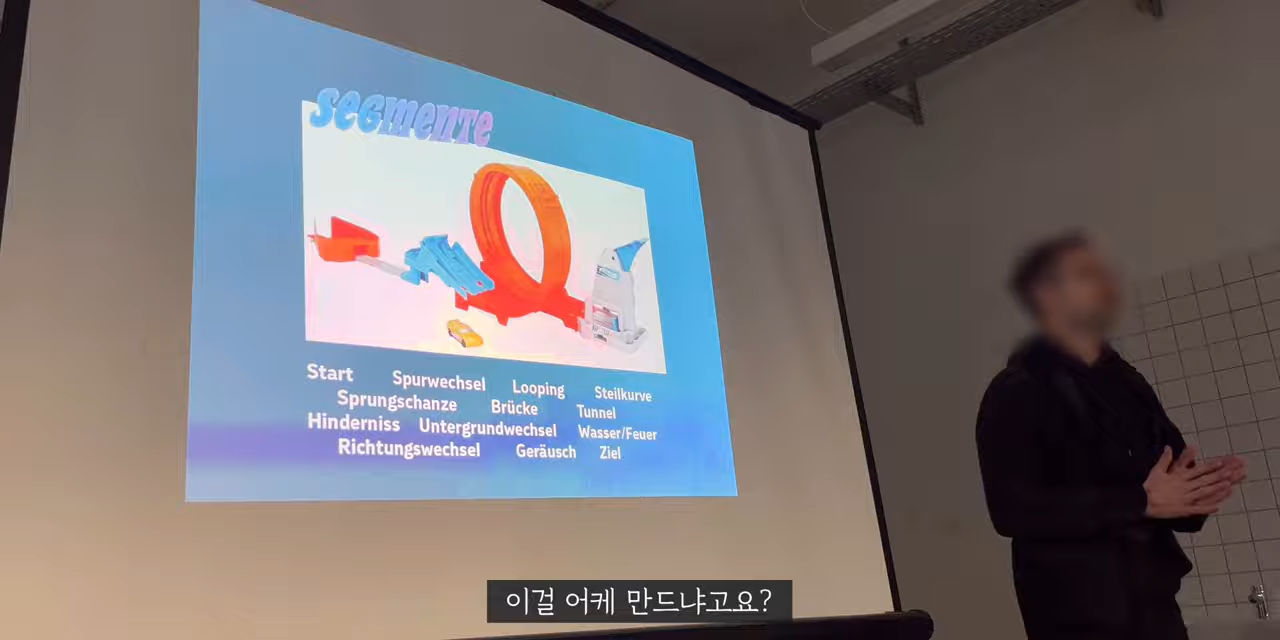 SEGMENTE
Start Spurwechsel Looping Steilkurve
Sprungschanze Brücke Tunnel
Hinderniss Untergrundwechsel Wasser/Feuer
Richtungswechsel Geräusch Ziel
이걸 어케 만드냐고요?